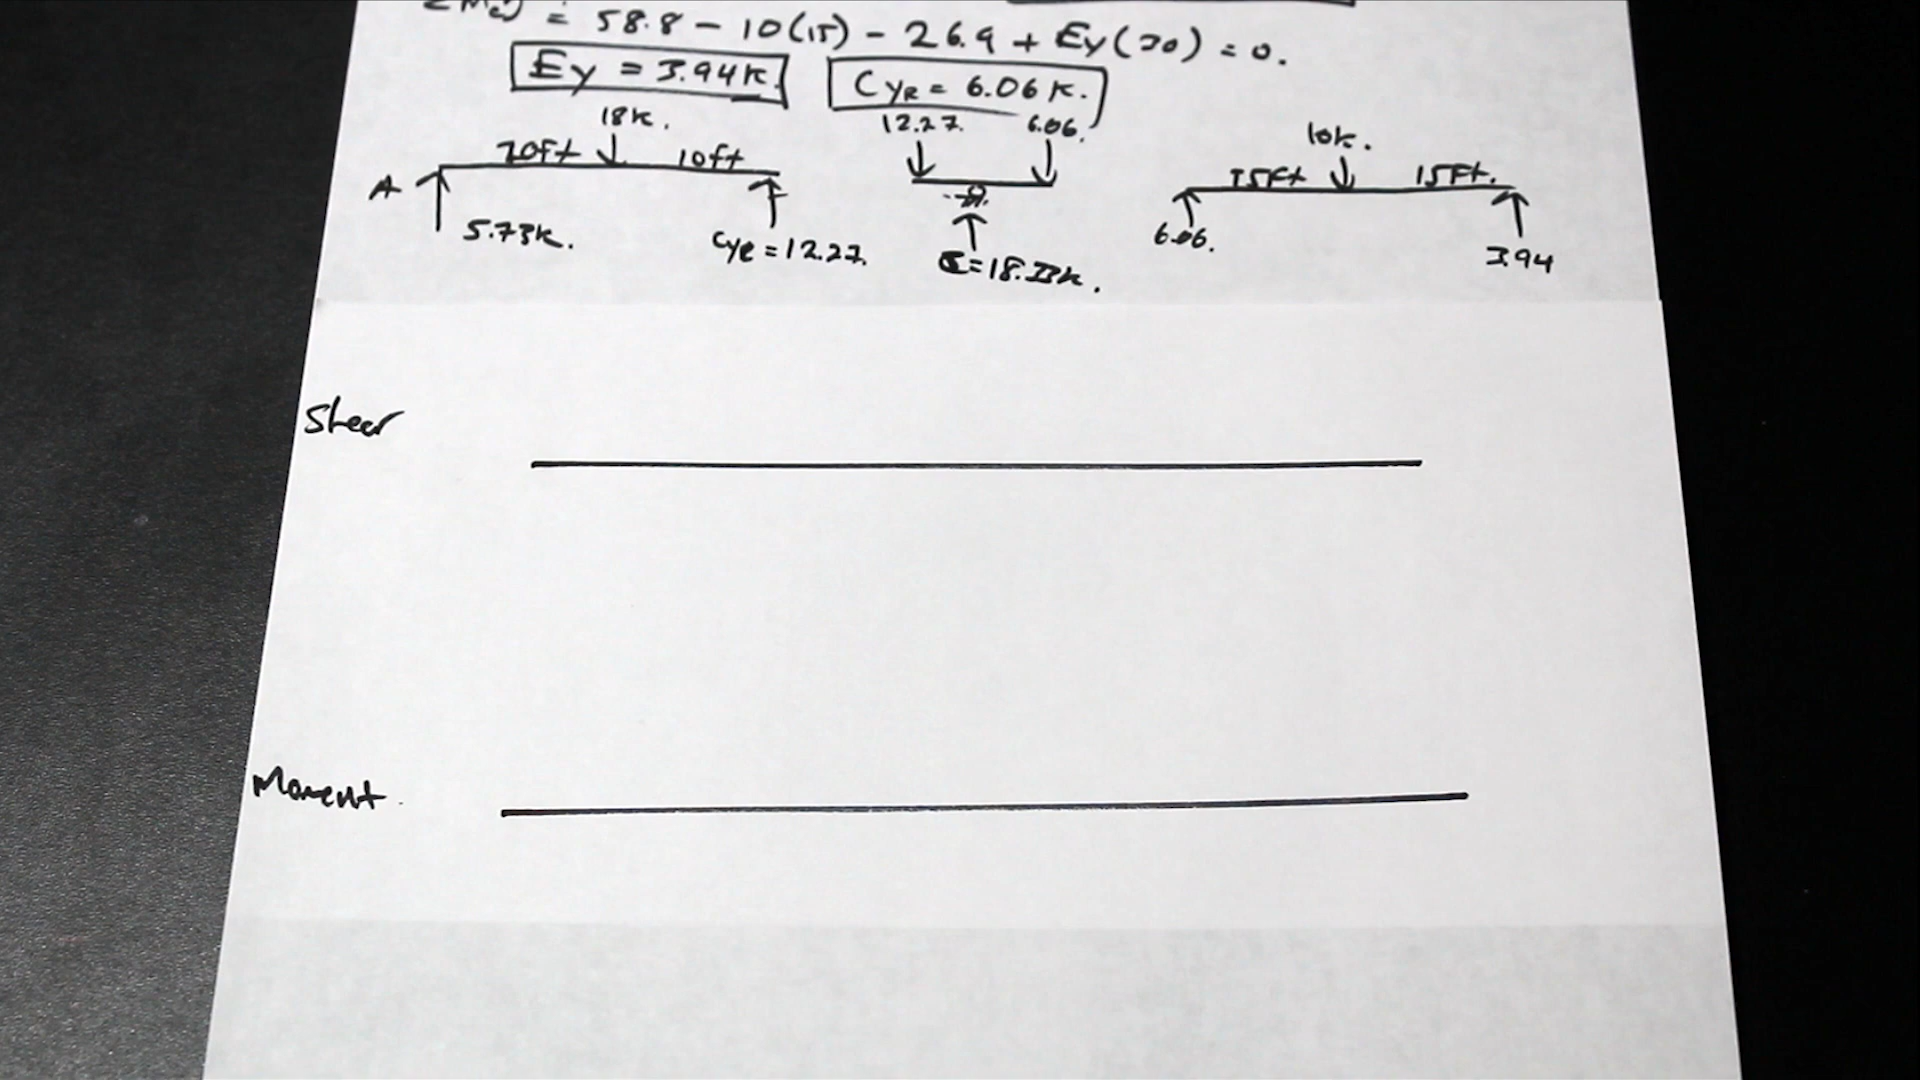 = 58.8 - 10(15) - 26.9 + Ey(30) = 0.
Ey = 3.94k. CyR = 6.06k.
18k. 12.27. 6.06. 10k.
20ft 10ft 15ft 15ft.
A
5.73k. Cyl = 12.27. C = 18.33k. 6.06. 3.94
Shear
Moment.